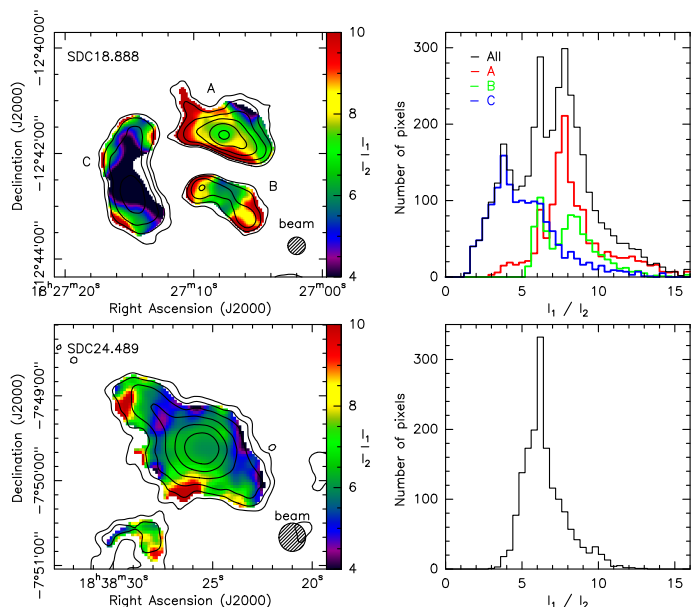 SDC18.888
A
B
C
beam
Declination (J2000)
−12°40'00"
−12°42'00"
−12°44'00"
18ʰ27ᵐ20ˢ
27ᵐ10ˢ
27ᵐ00ˢ
Right Ascension (J2000)
10
8
6
4
I₁
I₂
All
A
B
C
Number of pixels
300
200
100
0
0
5
10
15
I₁ / I₂
SDC24.489
beam
Declination (J2000)
−7°49'00"
−7°50'00"
−7°51'00"
18ʰ38ᵐ30ˢ
25ˢ
20ˢ
Right Ascension (J2000)
10
8
6
4
I₁
I₂
Number of pixels
300
200
100
0
0
5
10
15
I₁ / I₂